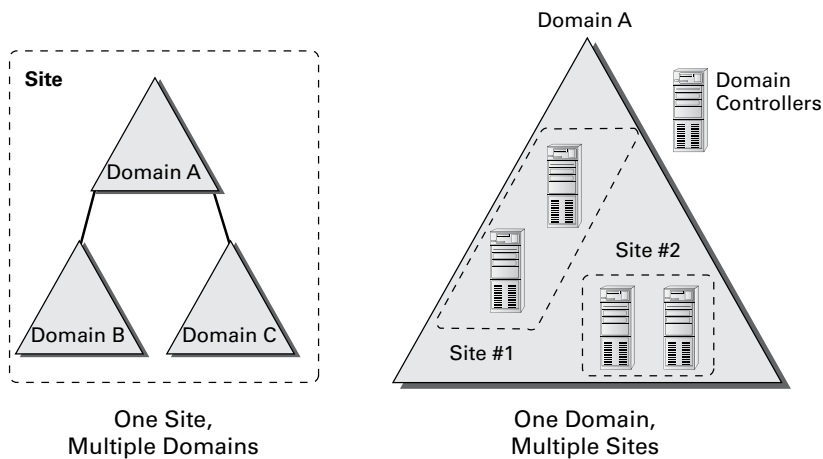 Site
Domain A
Domain B
Domain C
One Site,
Multiple Domains
Domain A
Domain
Controllers
Site #2
Site #1
One Domain,
Multiple Sites